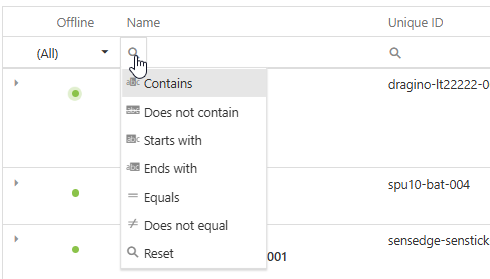 Offline Name Unique ID
(All)
Contains
dragino-lt22222-0
Does not contain
Starts with
Ends with
spu10-bat-004
Equals
Does not equal
sensedge-senstick
Reset
001